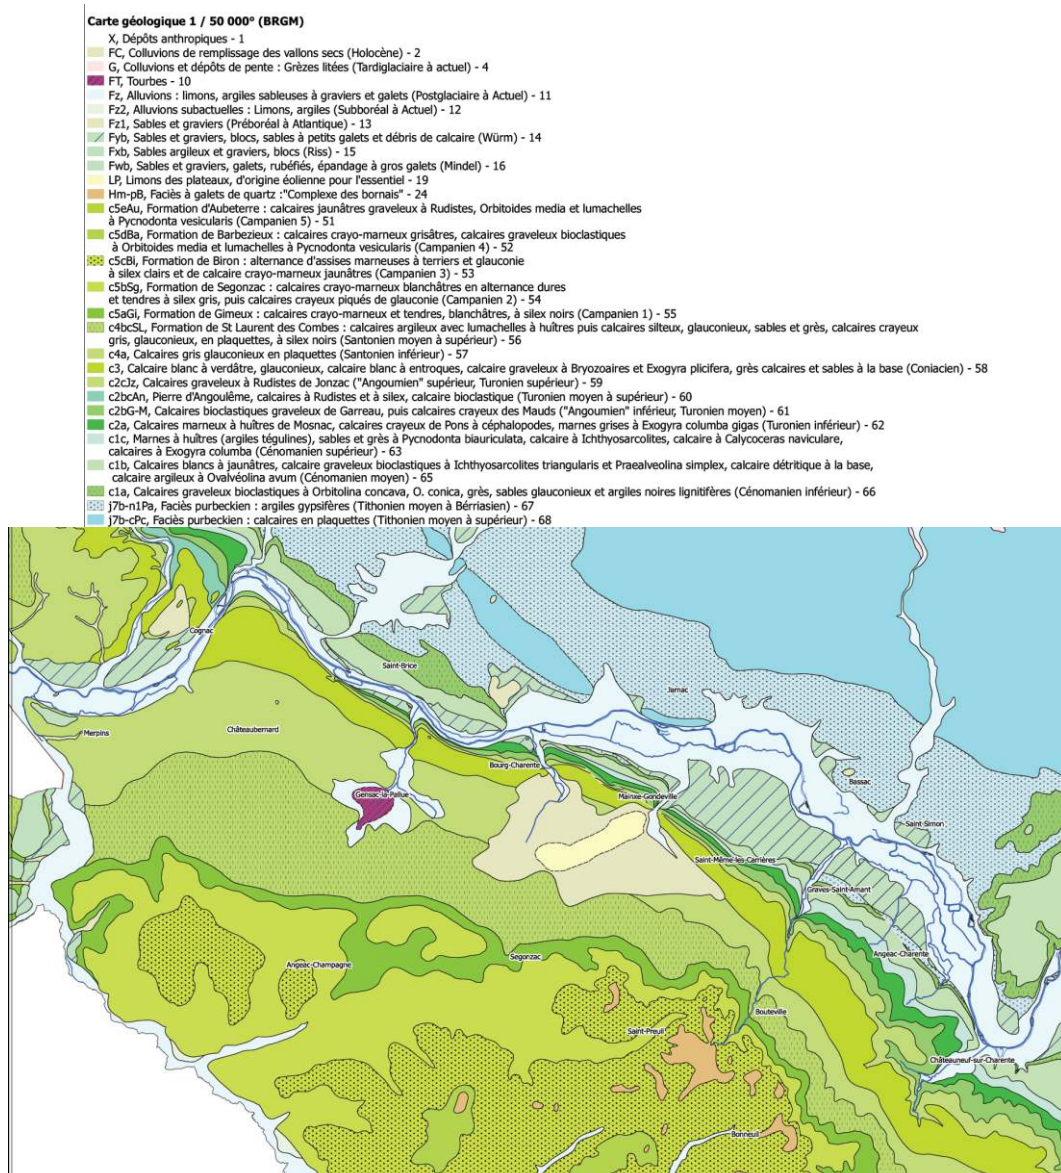 Carte géologique 1 / 50 000° (BRGM)
X, Dépôts anthropiques - 1
FC, Colluvions de remplissage des vallons secs (Holocène) - 2
G, Colluvions et dépôts de pente : Grèzes litées (Tardiglaciaire à actuel) - 4
FT, Tourbes - 10
Fz, Alluvions : limons, argiles sableuses à graviers et galets (Postglaciaire à Actuel) - 11
Fz2, Alluvions subactuelles : Limons, argiles (Subboréal à Actuel) - 12
Fz1, Sables et graviers (Préboréal à Atlantique) - 13
Fyb, Sables et graviers, blocs, sables à petits galets et débris de calcaire (Würm) - 14
Fxb, Sables argileux et graviers, blocs (Riss) - 15
Fwb, Sables et graviers, galets, rubéfiés, épandage à gros galets (Mindel) - 16
LP, Limons des plateaux, d'origine éolienne pour l'essentiel - 19
Hm-pB, Faciès à galets de quartz :"Complexe des bornais" - 24
c5eAu, Formation d'Aubeterre : calcaires jaunâtres graveleux à Rudistes, Orbitoides media et lumachelles
à Pycnodonta vesicularis (Campanien 5) - 51
c5dBa, Formation de Barbezieux : calcaires crayo-marneux grisâtres, calcaires graveleux bioclastiques
à Orbitoides media et lumachelles à Pycnodonta vesicularis (Campanien 4) - 52
c5cBi, Formation de Biron : alternance d'assises marneuses à terriers et glauconie
à silex clairs et de calcaire crayo-marneux jaunâtres (Campanien 3) - 53
c5bSg, Formation de Segonzac : calcaires crayo-marneux blanchâtres en alternance dures
et tendres à silex gris, puis calcaires crayeux piqués de glauconie (Campanien 2) - 54
c5aGi, Formation de Gimeux : calcaires crayo-marneux et tendres, blanchâtres, à silex noirs (Campanien 1) - 55
c4bcSL, Formation de St Laurent des Combes : calcaires argileux avec lumachelles à huîtres puis calcaires silteux, glauconieux, sables et grès, calcaires crayeux
gris, glauconieux, en plaquettes, à silex noirs (Santonien moyen à supérieur) - 56
c4a, Calcaires gris glauconieux en plaquettes (Santonien inférieur) - 57
c3, Calcaire blanc à verdâtre, glauconieux, calcaire blanc à entroques, calcaire graveleux à Bryozoaires et Exogyra plicifera, grès calcaires et sables à la base (Coniacien) - 58
c2cJz, Calcaires graveleux à Rudistes de Jonzac ("Angoumien" supérieur, Turonien supérieur) - 59
c2bcAn, Pierre d'Angoulême, calcaires à Rudistes et à silex, calcaire bioclastique (Turonien moyen à supérieur) - 60
c2bG-M, Calcaires bioclastiques graveleux de Garreau, puis calcaires crayeux des Mauds ("Angoumien" inférieur, Turonien moyen) - 61
c2a, Calcaires marneux à huîtres de Mosnac, calcaires crayeux de Pons à céphalopodes, marnes grises à Exogyra columba gigas (Turonien inférieur) - 62
c1c, Marnes à huîtres (argiles tégulines), sables et grès à Pycnodonta biauriculata, calcaire à Ichthyosarcolites, calcaire à Calycoceras naviculare,
calcaires à Exogyra columba (Cénomanien supérieur) - 63
c1b, Calcaires blancs à jaunâtres, calcaire graveleux bioclastiques à Ichthyosarcolites triangularis et Praealveolina simplex, calcaire détritique à la base,
calcaire argileux à Ovalvéolina avum (Cénomanien moyen) - 65
c1a, Calcaires graveleux bioclastiques à Orbitolina concava, O. conica, grès, sables glauconieux et argiles noires lignitifères (Cénomanien inférieur) - 66
j7b-n1Pa, Faciès purbeckien : argiles gypsifères (Tithonien moyen à Bérriasien) - 67
j7b-cPc, Faciès purbeckien : calcaires en plaquettes (Tithonien moyen à supérieur) - 68
Cognac
Saint-Brice
Jarnac
Châteaubernard
Merpins
Bourg-Charente
Bassac
Gensac-la-Pallue
Mainxe-Gondeville
Saint-Simon
Saint-Même-les-Carrières
Graves-Saint-Amant
Angeac-Charente
Segonzac
Angeac-Champagne
Bouteville
Saint-Preuil
Châteauneuf-sur-Charente
Bonneuil